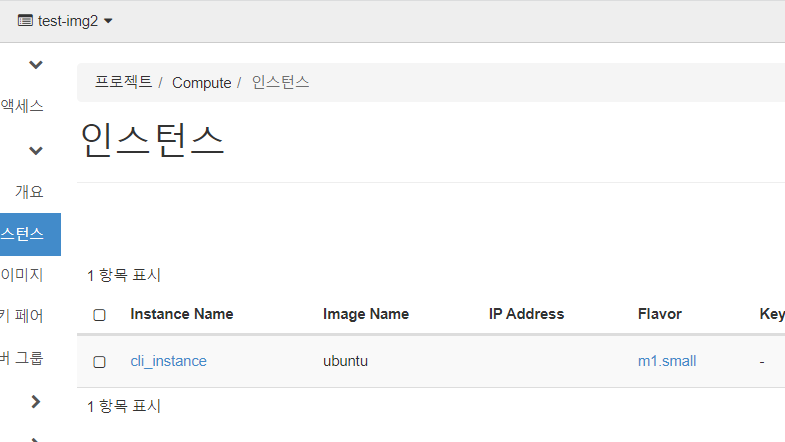 test-img2
프로젝트 / Compute / 인스턴스
액세스
인스턴스
개요
스턴스
이미지
1 항목 표시
키 페어
Instance Name Image Name IP Address Flavor Key
버 그룹
cli_instance ubuntu m1.small -
1 항목 표시